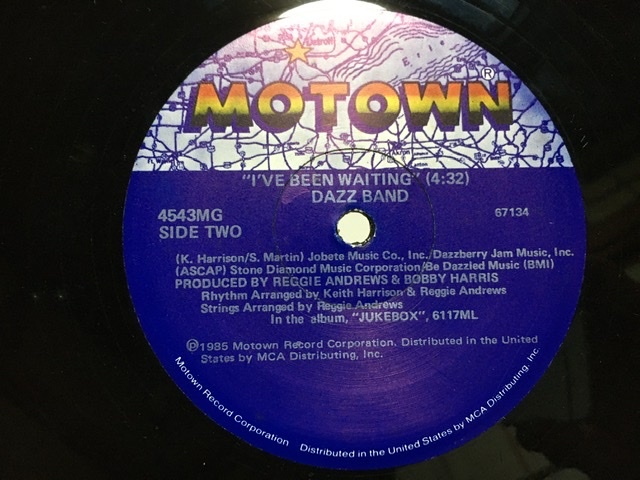 Detroit
Erie
MOTOWN®
"I'VE BEEN WAITING" (4:32)
DAZZ BAND
4543MG
67134
SIDE TWO
(K. Harrison/S. Martin) Jobete Music Co., Inc./Dazzberry Jam Music, Inc.
(ASCAP) Stone Diamond Music Corporation/Be Dazzled Music (BMI)
PRODUCED BY REGGIE ANDREWS & BOBBY HARRIS
Rhythm Arranged by Keith Harrison & Reggie Andrews
Strings Arranged by Reggie Andrews
In the album, "JUKEBOX", 6117ML
℗1985 Motown Record Corporation. Distributed in the United
States by MCA Distributing, Inc.
Motown Record Corporation Distributed in the United States by MCA Distributing, Inc.